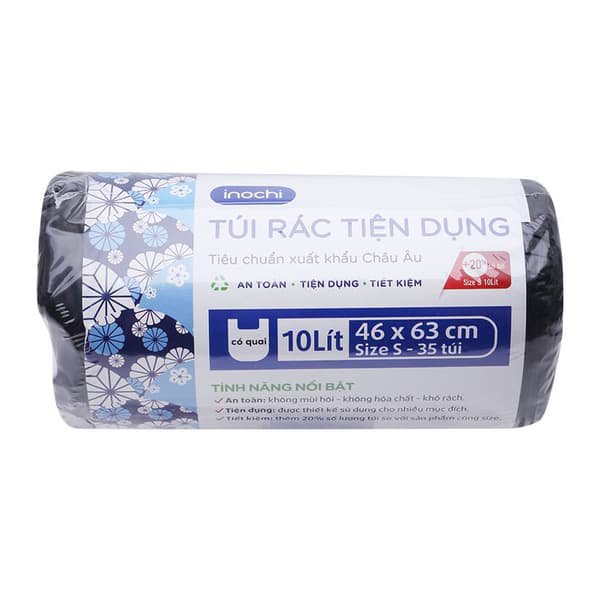 inochi
TÚI RÁC TIỆN DỤNG
Tiêu chuẩn xuất khẩu Châu Âu
AN TOÀN • TIỆN DỤNG • TIẾT KIỆM
+20%
Size S 10Lít
có quai
10Lít
46 x 63 cm
Size S - 35 túi
TÍNH NĂNG NỔI BẬT
An toàn: không mùi hôi - không hóa chất - khó rách.
Tiện dụng: được thiết kế sử dụng cho nhiều mục đích.
Tiết kiệm: thêm 20% số lượng túi so với sản phẩm cùng size.